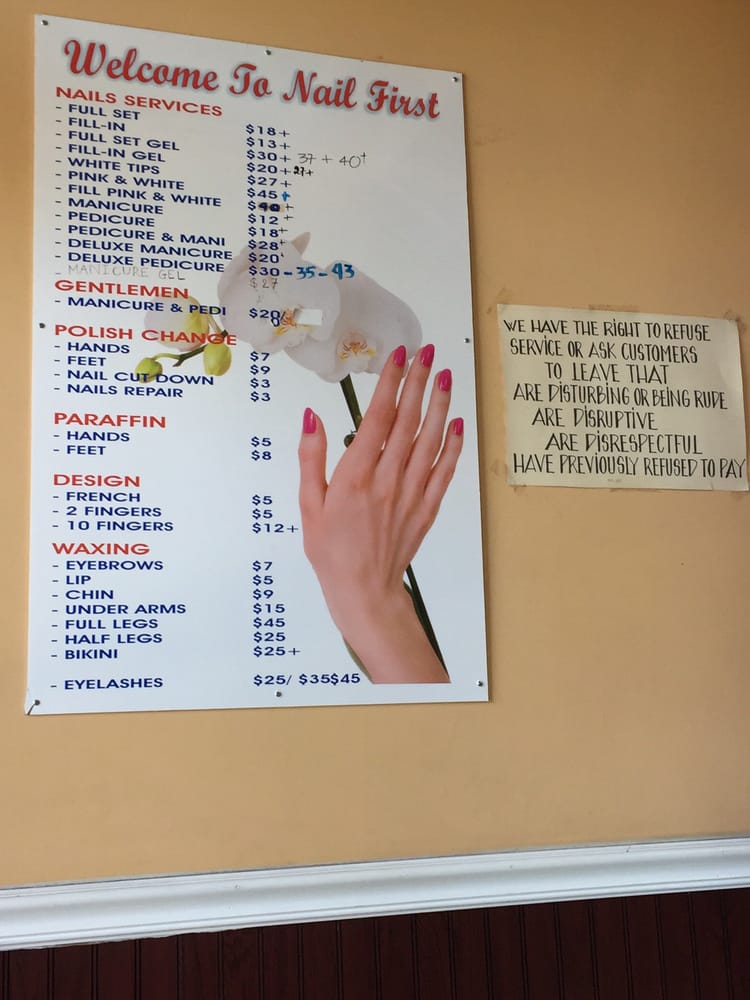 Welcome To Nail First
NAILS SERVICES
- FULL SET $18+
- FILL-IN $13+
- FULL SET GEL $30+ 37 + 40+
- FILL-IN GEL $20+ 27+
- WHITE TIPS $27+
- PINK & WHITE $45+
- FILL PINK & WHITE +
- MANICURE $12+
- PEDICURE $18+
- PEDICURE & MANI $28+
- DELUXE MANICURE $20+
- DELUXE PEDICURE $30-35-43
- MANICURE GEL $27
GENTLEMEN
- MANICURE & PEDI $20/
POLISH CHANGE
- HANDS $7
- FEET $9
- NAIL CUT DOWN $3
- NAILS REPAIR $3
PARAFFIN
- HANDS $5
- FEET $8
DESIGN
- FRENCH $5
- 2 FINGERS $5
- 10 FINGERS $12+
WAXING
- EYEBROWS $7
- LIP $5
- CHIN $9
- UNDER ARMS $15
- FULL LEGS $45
- HALF LEGS $25
- BIKINI $25+
- EYELASHES $25/ $35$45
WE HAVE THE RIGHT TO REFUSE
SERVICE OR ASK CUSTOMERS
TO LEAVE THAT
ARE DISTURBING OR BEING RUDE
ARE DISRUPTIVE
ARE DISRESPECTFUL
HAVE PREVIOUSLY REFUSED TO PAY